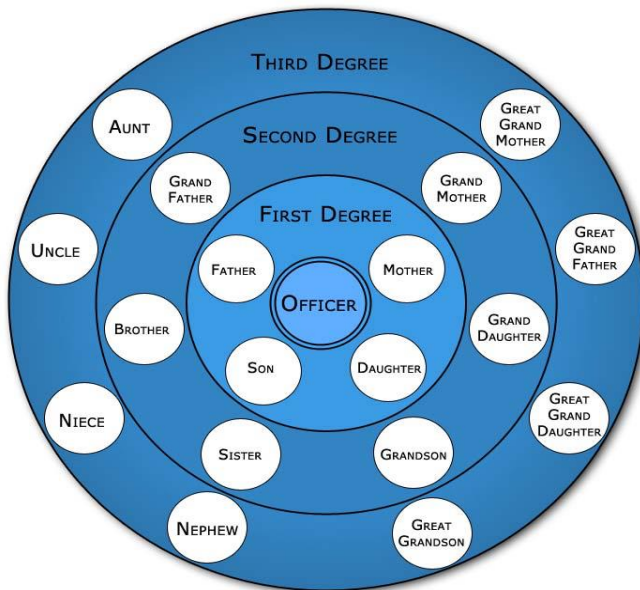 THIRD DEGREE
AUNT
GREAT
GRAND
MOTHER
SECOND DEGREE
GRAND
FATHER
GRAND
MOTHER
FIRST DEGREE
UNCLE
GREAT
GRAND
FATHER
FATHER
MOTHER
OFFICER
BROTHER
GRAND
DAUGHTER
SON
DAUGHTER
NIECE
GREAT
GRAND
DAUGHTER
SISTER
GRANDSON
NEPHEW
GREAT
GRANDSON